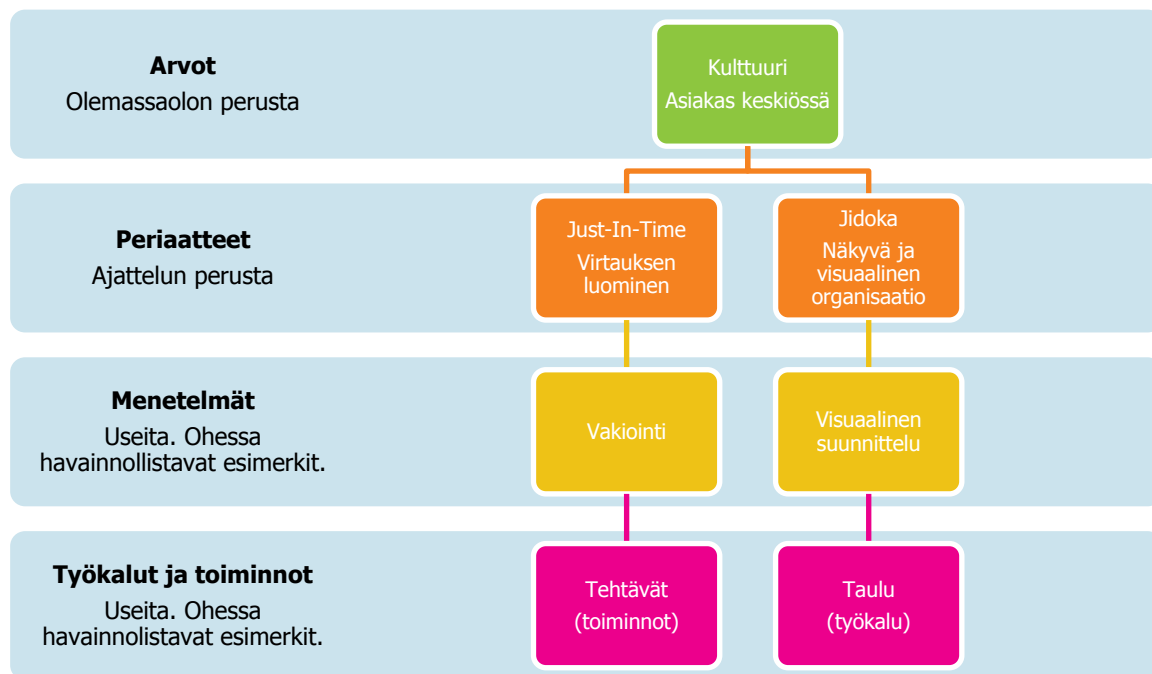 Arvot
Olemassaolon perusta
Kulttuuri
Asiakas keskiössä
Periaatteet
Ajattelun perusta
Just-In-Time
Virtauksen
luominen
Jidoka
Näkyvä ja
visuaalinen
organisaatio
Menetelmät
Useita. Ohessa
havainnollistavat esimerkit.
Vakiointi
Visuaalinen
suunnittelu
Työkalut ja toiminnot
Useita. Ohessa
havainnolistavat esimerkit.
Tehtävät
(toiminnot)
Taulu
(työkalu)